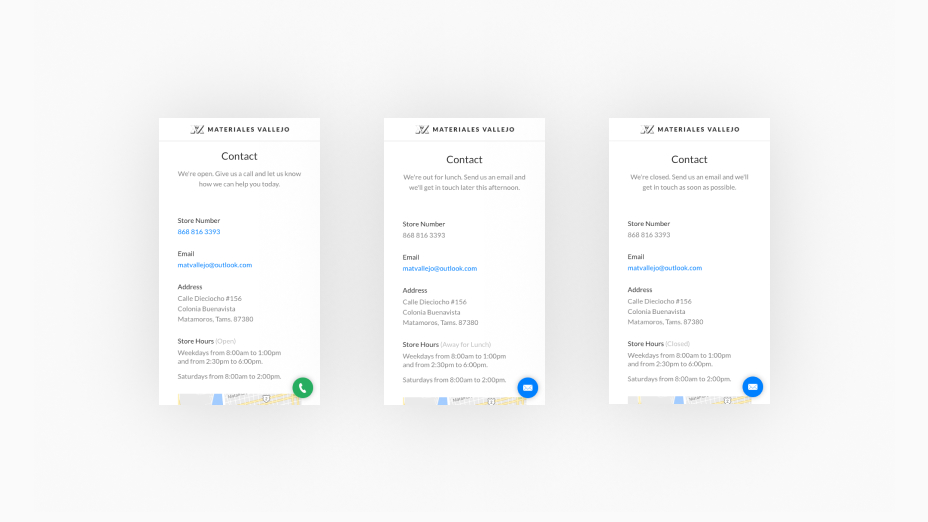 MATERIALES VALLEJO
Contact
We're open. Give us a call and let us know
how we can help you today.
Store Number
868 816 3393
Email
matvallejo@outlook.com
Address
Calle Dieciocho #156
Colonia Buenavista
Matamoros, Tams. 87380
Store Hours (Open)
Weekdays from 8:00am to 1:00pm
and from 2:30pm to 6:00pm.
Saturdays from 8:00am to 2:00pm.
MATERIALES VALLEJO
Contact
We're out for lunch. Send us an email and
we'll get in touch later this afternoon.
Store Number
868 816 3393
Email
matvallejo@outlook.com
Address
Calle Dieciocho #156
Colonia Buenavista
Matamoros, Tams. 87380
Store Hours (Away for Lunch)
Weekdays from 8:00am to 1:00pm
and from 2:30pm to 6:00pm.
Saturdays from 8:00am to 2:00pm.
MATERIALES VALLEJO
Contact
We're closed. Send us an email and we'll
get in touch as soon as possible.
Store Number
868 816 3393
Email
matvallejo@outlook.com
Address
Calle Dieciocho #156
Colonia Buenavista
Matamoros, Tams. 87380
Store Hours (Closed)
Weekdays from 8:00am to 1:00pm
and from 2:30pm to 6:00pm.
Saturdays from 8:00am to 2:00pm.